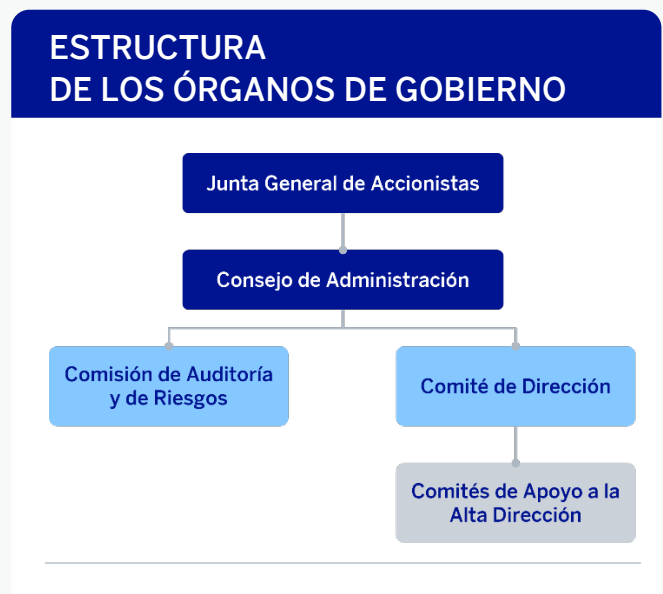 ESTRUCTURA
DE LOS ÓRGANOS DE GOBIERNO
Junta General de Accionistas
Consejo de Administración
Comisión de Auditoría
y de Riesgos
Comité de Dirección
Comités de Apoyo a la
Alta Dirección